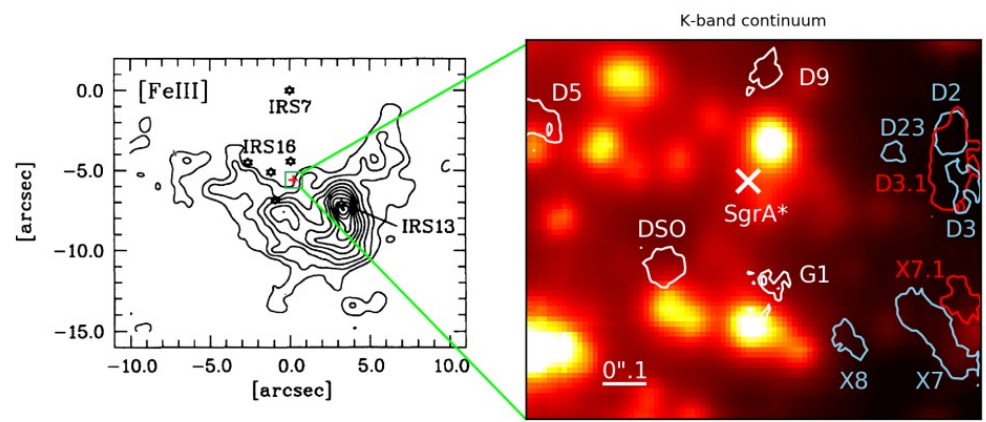 K-band continuum
[FeIII]
IRS7
IRS16
IRS13
0.0
−5.0
−10.0
−15.0
[arcsec]
−10.0 −5.0 0.0 5.0 10.0
[arcsec]
D9
D5
D2
D23
D3.1
D3
SgrA*
DSO
G1
X7.1
0".1
X8
X7